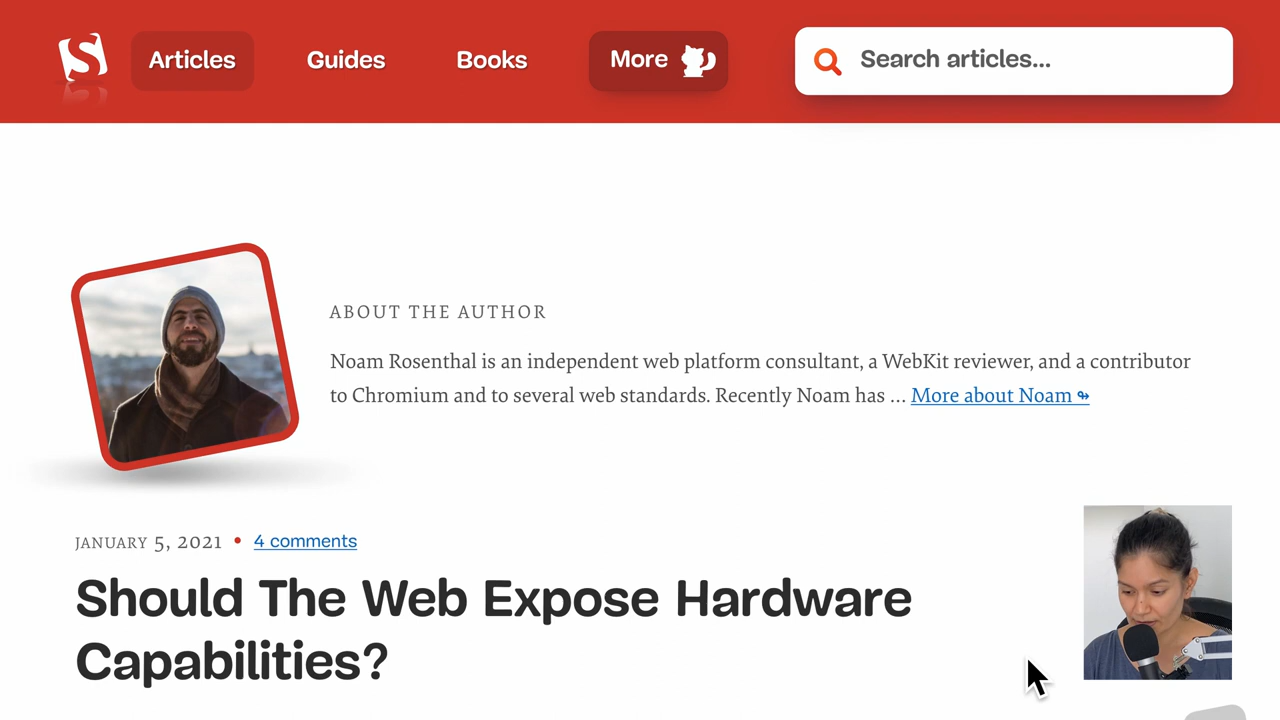 Articles
Guides
Books
More
Search articles...
ABOUT THE AUTHOR
Noam Rosenthal is an independent web platform consultant, a WebKit reviewer, and a contributor
to Chromium and to several web standards. Recently Noam has ... More about Noam ↬
JANUARY 5, 2021 • 4 comments
Should The Web Expose Hardware
Capabilities?